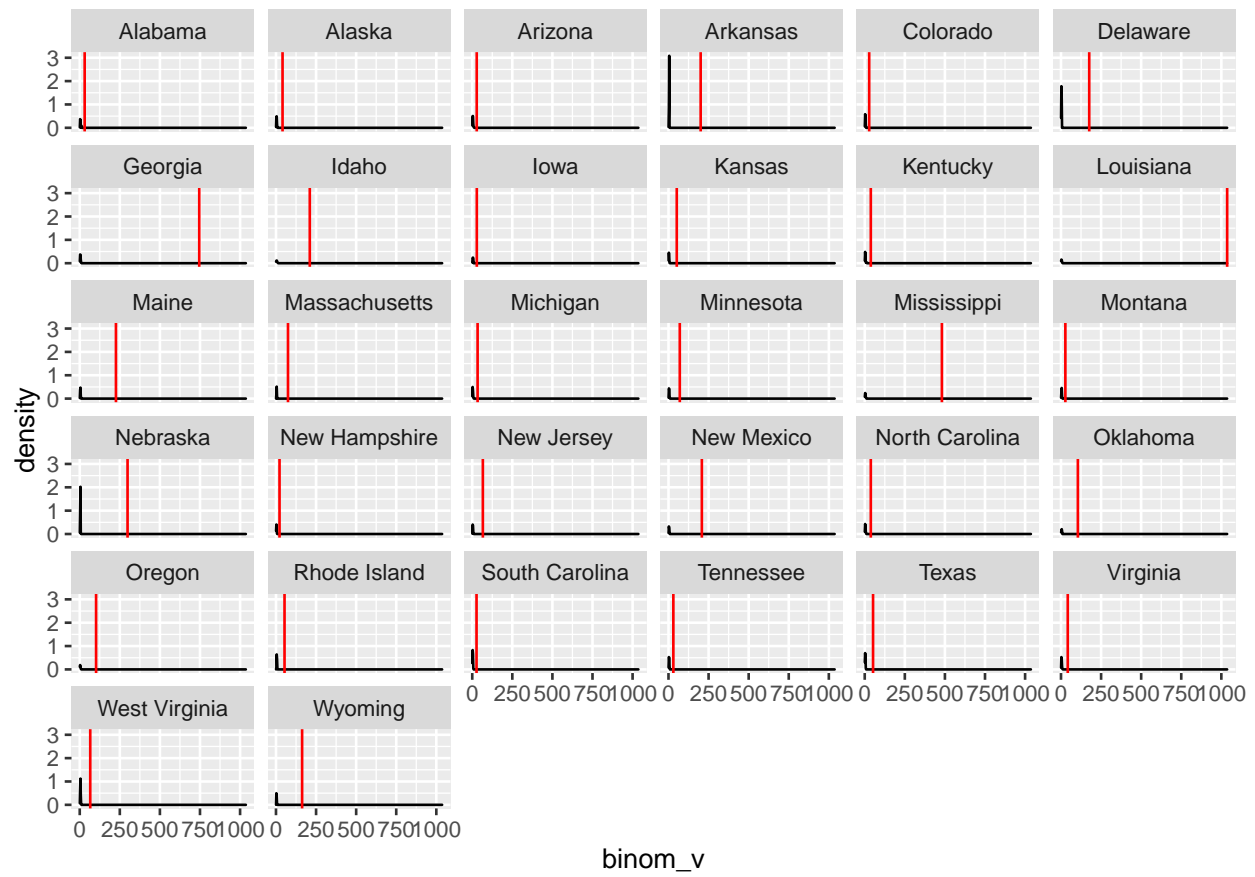 Alabama Alaska Arizona Arkansas Colorado Delaware
3
2
1
0
Georgia Idaho Iowa Kansas Kentucky Louisiana
3
2
1
0
Maine Massachusetts Michigan Minnesota Mississippi Montana
3
2
1
0
density
Nebraska New Hampshire New Jersey New Mexico North Carolina Oklahoma
3
2
1
0
Oregon Rhode Island South Carolina Tennessee Texas Virginia
3
2
1
0
0 250 500 750 1000 0 250 500 750 1000 0 250 500 750 1000 0 250 500 750 1000
West Virginia Wyoming
3
2
1
0
0 250 500 750 1000 0 250 500 750 1000
binom_v